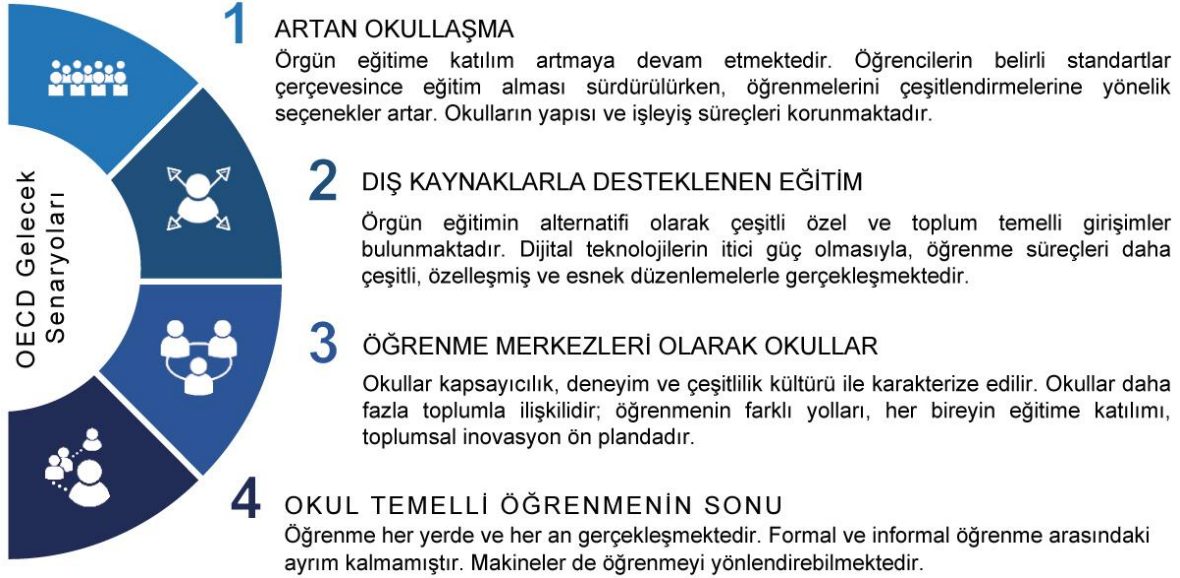 OECD Gelecek
Senaryoları
1
ARTAN OKULLAŞMA
Örgün eğitime katılım artmaya devam etmektedir. Öğrencilerin belirli standartlar
çerçevesince eğitim alması sürdürülürken, öğrenmelerini çeşitlendirmelerine yönelik
seçenekler artar. Okulların yapısı ve işleyiş süreçleri korunmaktadır.
2
DIŞ KAYNAKLARLA DESTEKLENEN EĞİTİM
Örgün eğitimin alternatifi olarak çeşitli özel ve toplum temelli girişimler
bulunmaktadır. Dijital teknolojilerin itici güç olmasıyla, öğrenme süreçleri daha
çeşitli, özelleşmiş ve esnek düzenlemelerle gerçekleşmektedir.
3
ÖĞRENME MERKEZLERİ OLARAK OKULLAR
Okullar kapsayıcılık, deneyim ve çeşitlilik kültürü ile karakterize edilir. Okullar daha
fazla toplumla ilişkilidir; öğrenmenin farklı yolları, her bireyin eğitime katılımı,
toplumsal inovasyon ön plandadır.
4
OKUL TEMELLİ ÖĞRENMENİN SONU
Öğrenme her yerde ve her an gerçekleşmektedir. Formal ve informal öğrenme arasındaki
ayrım kalmamıştır. Makineler de öğrenmeyi yönlendirebilmektedir.